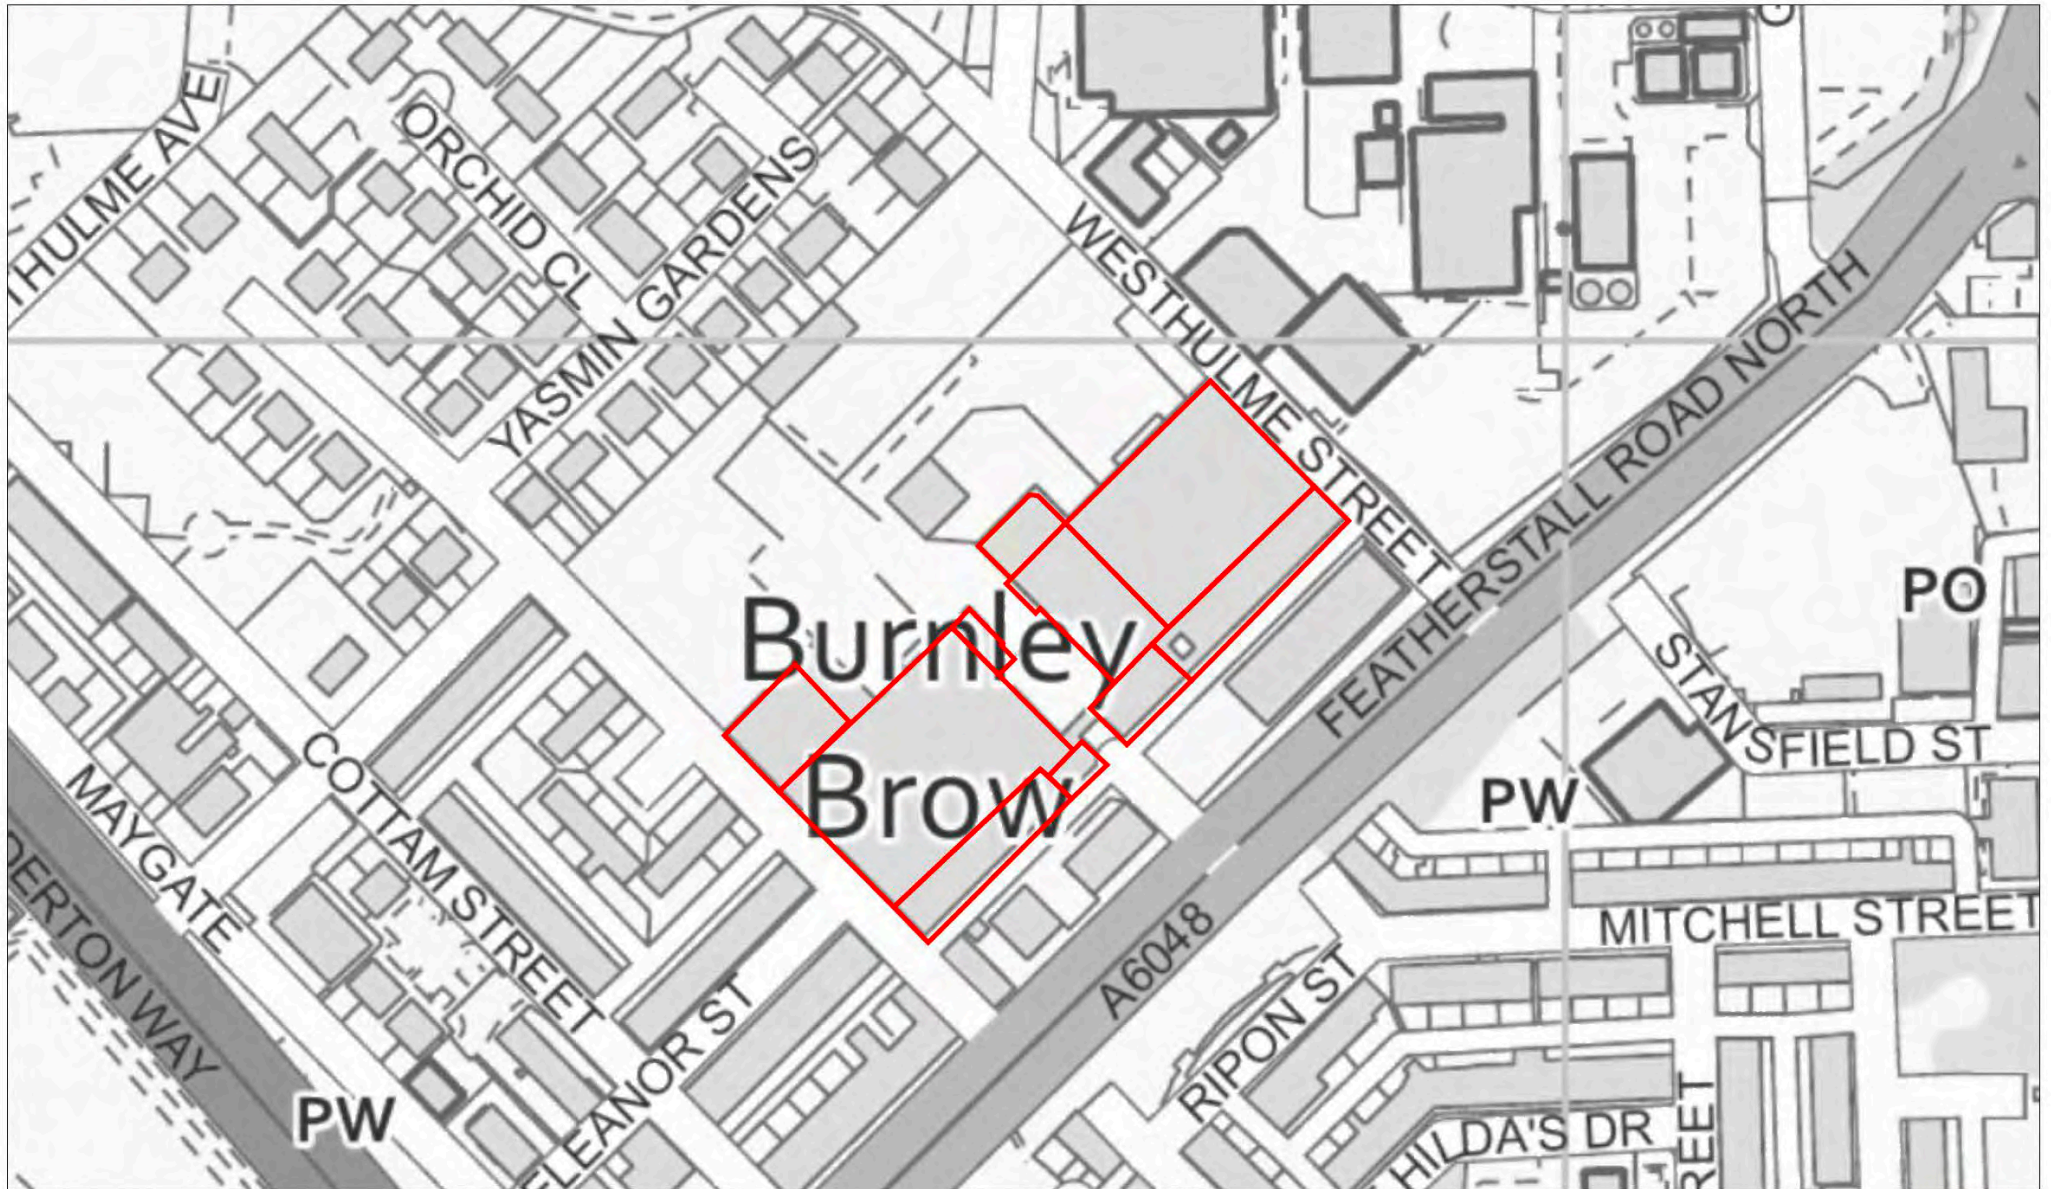 THULME AVE
ORCHID CL
YASMIN GARDENS
WESTHULME STREET
FEATHERSTALL ROAD NORTH
Burnley
Brow
PO
STANSFIELD ST
PW
MITCHELL STREET
COTTAM STREET
MAYGATE
DERTON WAY
A6048
RIPON ST
ELEANOR ST
PW
HILDA'S DR
REET